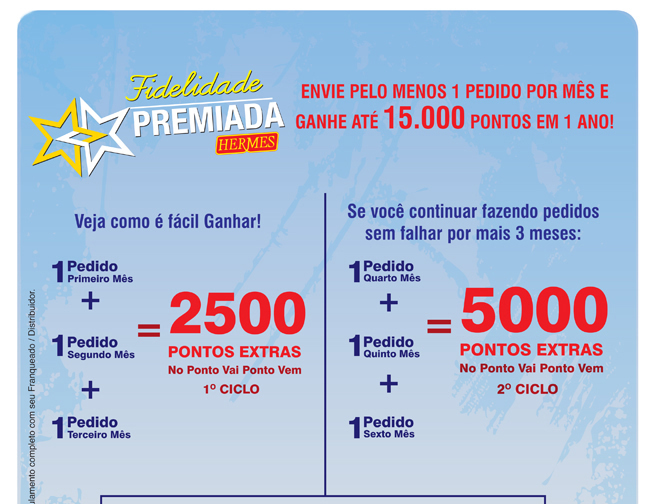 Fidelidade
PREMIADA
HERMES
ENVIE PELO MENOS 1 PEDIDO POR MÊS E
GANHE ATÉ 15.000 PONTOS EM 1 ANO!
Veja como é fácil Ganhar!
1 Pedido
Primeiro Mês
+
1 Pedido
Segundo Mês
+
1 Pedido
Terceiro Mês
= 2500
PONTOS EXTRAS
No Ponto Vai Ponto Vem
1º CICLO
Se você continuar fazendo pedidos
sem falhar por mais 3 meses:
1 Pedido
Quarto Mês
+
1 Pedido
Quinto Mês
+
1 Pedido
Sexto Mês
= 5000
PONTOS EXTRAS
No Ponto Vai Ponto Vem
2º CICLO
completo com seu Franqueado / Distribuidor.